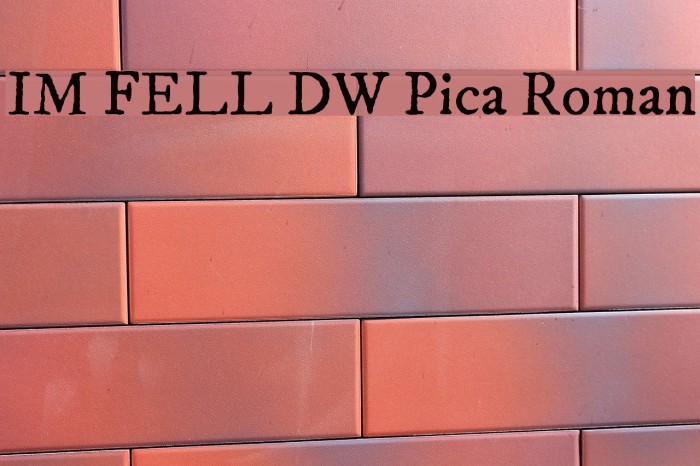 IM FELL DW Pica Roman